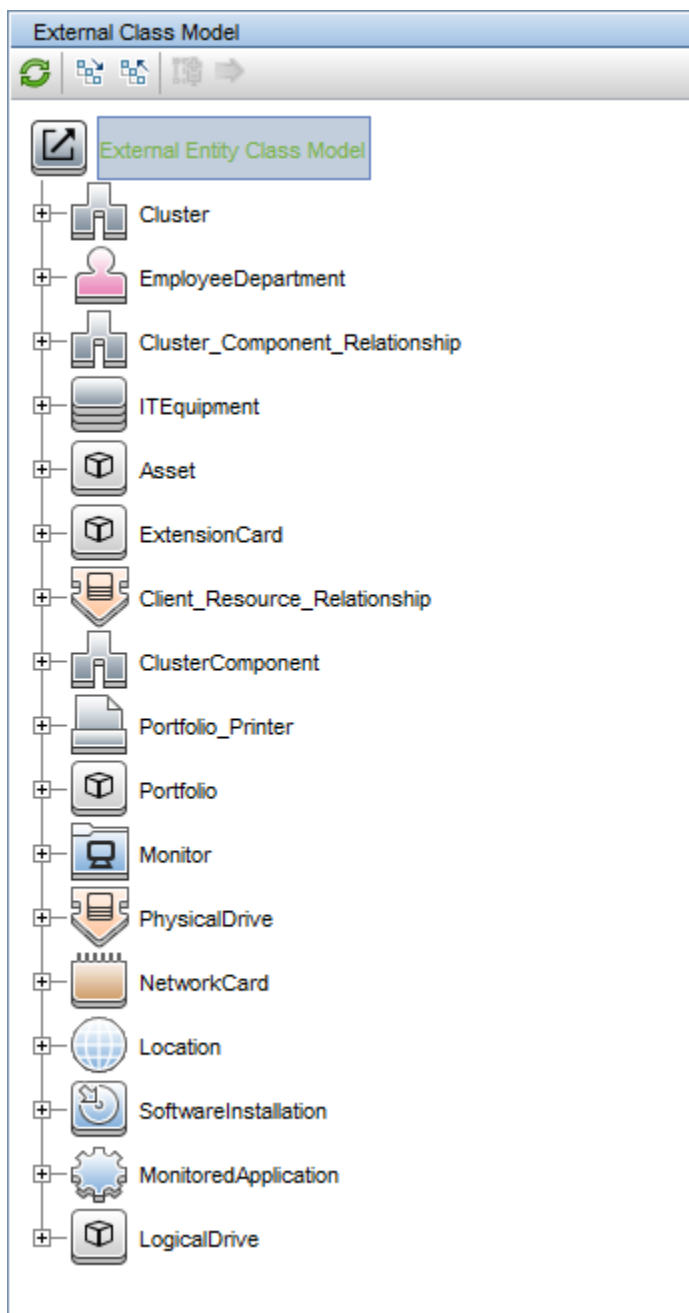 External Class Model
External Entity Class Model
Cluster
EmployeeDepartment
Cluster_Component_Relationship
ITEquipment
Asset
ExtensionCard
Client_Resource_Relationship
ClusterComponent
Portfolio_Printer
Portfolio
Monitor
PhysicalDrive
NetworkCard
Location
SoftwareInstallation
MonitoredApplication
LogicalDrive